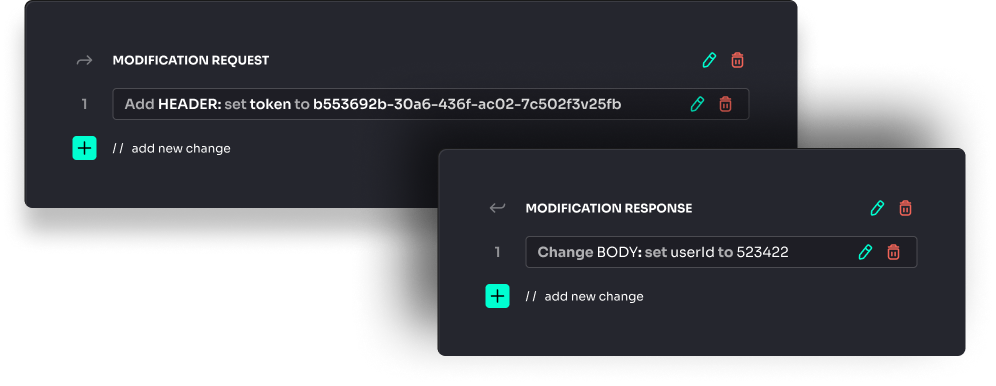 MODIFICATION REQUEST
1 Add HEADER: set token to b553692b-30a6-436f-ac02-7c502f3v25fb
// add new change
MODIFICATION RESPONSE
1 Change BODY: set userId to 523422
// add new change